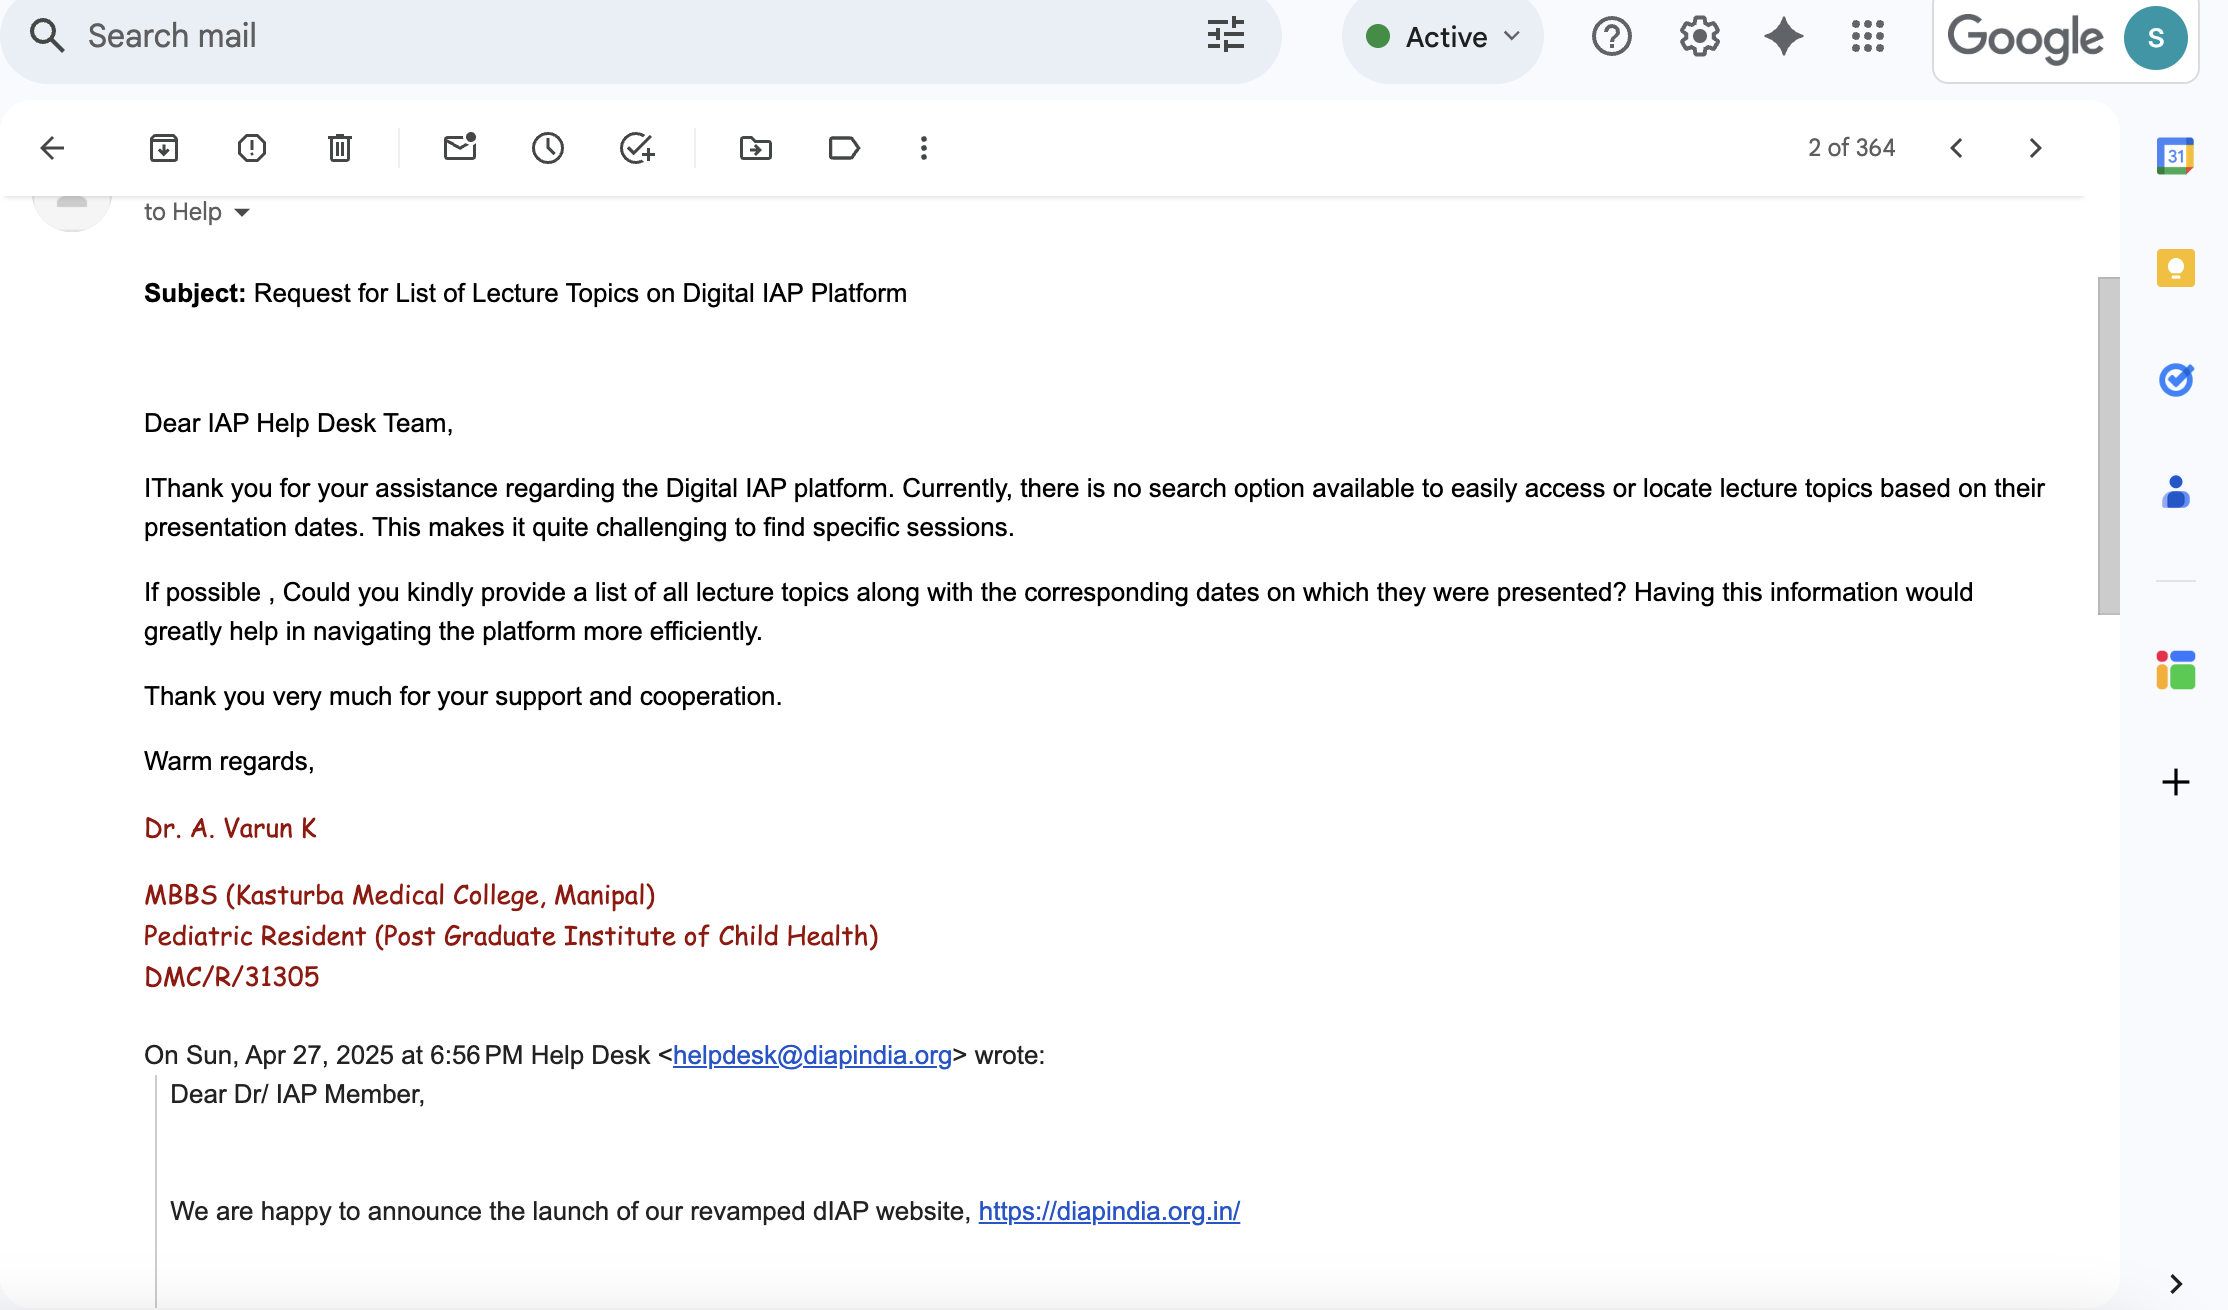 Search mail
Active
Google
S
2 of 364
31
to Help
Subject: Request for List of Lecture Topics on Digital IAP Platform
Dear IAP Help Desk Team,
IThank you for your assistance regarding the Digital IAP platform. Currently, there is no search option available to easily access or locate lecture topics based on their
presentation dates. This makes it quite challenging to find specific sessions.
If possible , Could you kindly provide a list of all lecture topics along with the corresponding dates on which they were presented? Having this information would
greatly help in navigating the platform more efficiently.
Thank you very much for your support and cooperation.
Warm regards,
Dr. A. Varun K
MBBS (Kasturba Medical College, Manipal)
Pediatric Resident (Post Graduate Institute of Child Health)
DMC/R/31305
On Sun, Apr 27, 2025 at 6:56 PM Help Desk <helpdesk@diapindia.org> wrote:
Dear Dr/ IAP Member,
We are happy to announce the launch of our revamped dIAP website, https://diapindia.org.in/